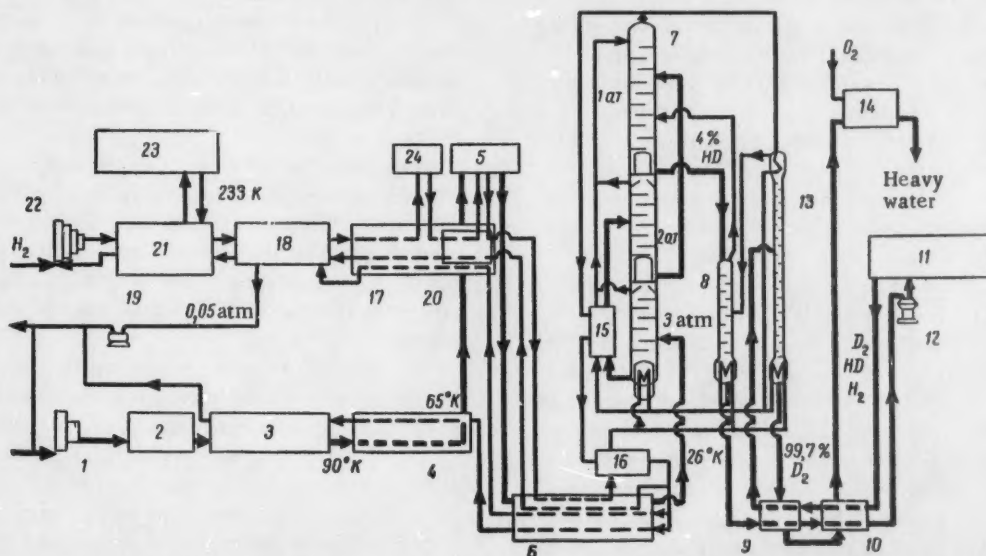 7
O2
1 ат
14
4%
HD
23
24
5
Heavy
water
233 K
13
22
H2
21
18
2 ат
11
8
19
17
20
0,05 atm
15
3 atm
12
D2
HD
H2
65°K
2
3
1
90°K
4
16
26°K
99,7%
D2
6
9
10